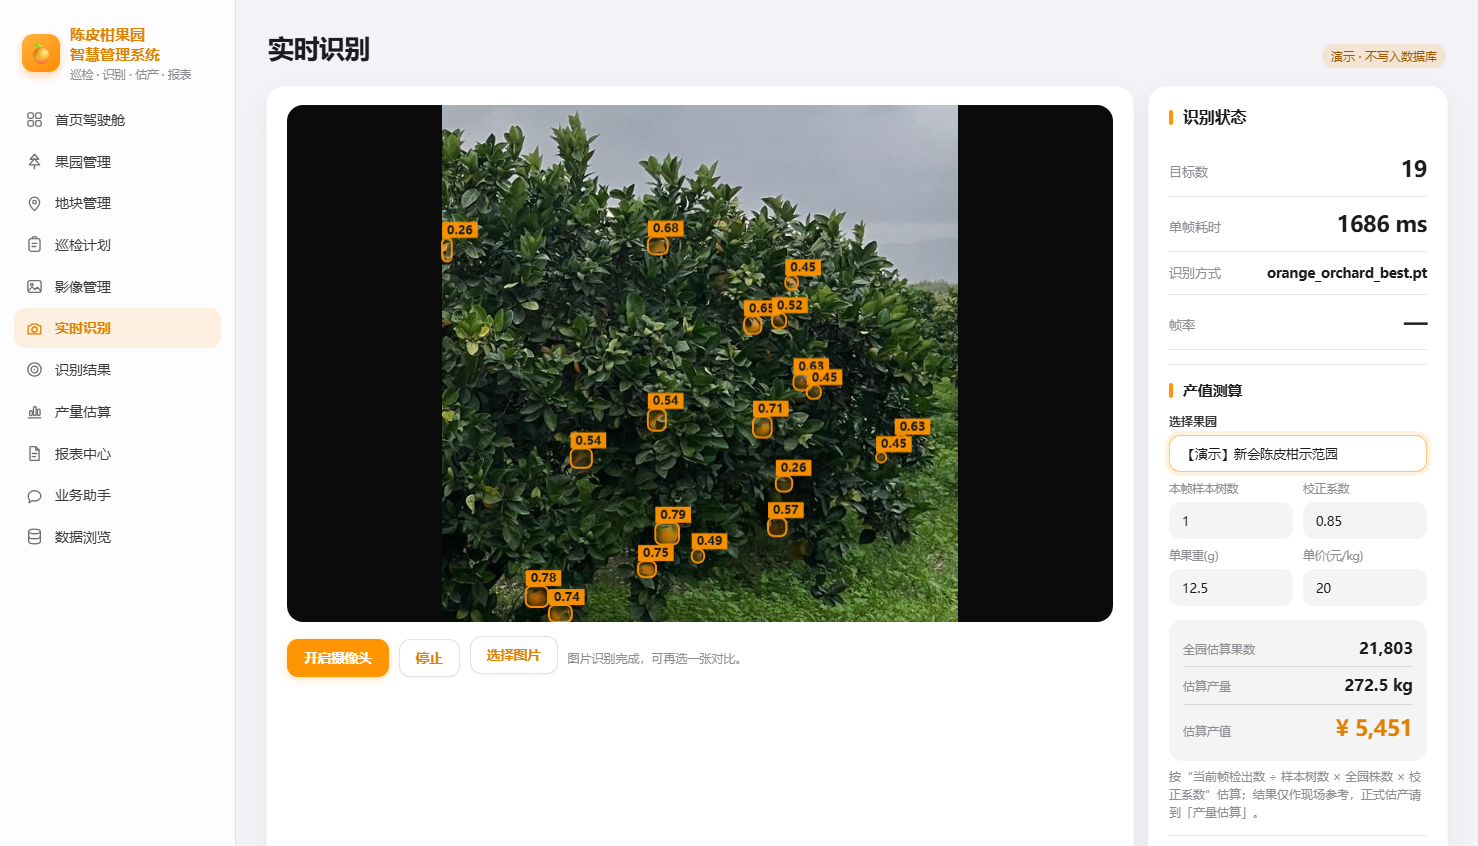 陈皮柑果园
智慧管理系统
巡检 · 识别 · 估产 · 报表
首页驾驶舱
果园管理
地块管理
巡检计划
影像管理
实时识别
识别结果
产量估算
报表中心
业务助手
数据浏览
实时识别
演示 · 不写入数据库
0.26
0.68
0.45
0.65
0.52
0.63
0.45
0.54
0.71
0.63
0.54
0.45
0.26
0.79
0.57
0.75
0.49
0.78
0.74
开启摄像头
停止
选择图片
图片识别完成，可再选一张对比。
识别状态
目标数
19
单帧耗时
1686 ms
识别方式
orange_orchard_best.pt
帧率
—
产值测算
选择果园
【演示】新会陈皮柑示范园
本帧样本树数
校正系数
1
0.85
单果重(g)
单价(元/kg)
12.5
20
全园估算果数
21,803
估算产量
272.5 kg
估算产值
¥ 5,451
按“当前帧检出数 ÷ 样本树数 × 全园株数 × 校
正系数”估算；结果仅作现场参考，正式估产请
到「产量估算」。